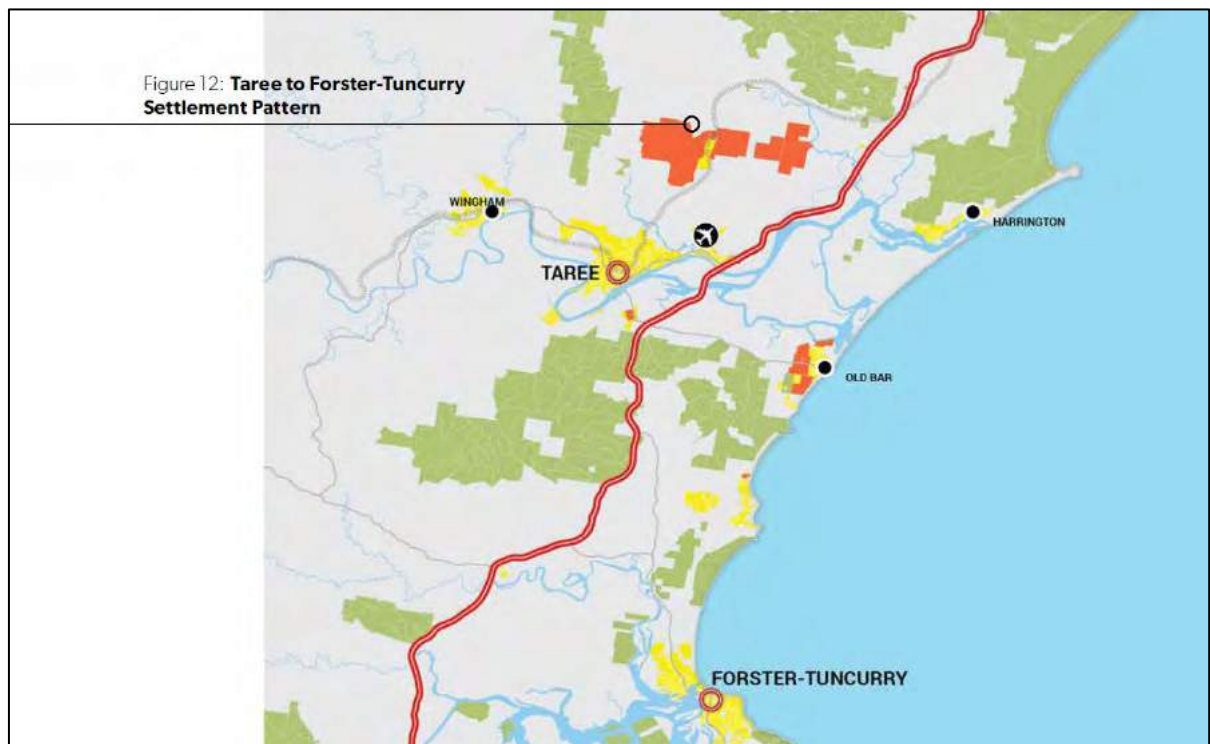 Figure 12: Taree to Forster-Tuncurry
Settlement Pattern
WINGHAM
HARRINGTON
TAREE
OLD BAR
FORSTER-TUNCURRY